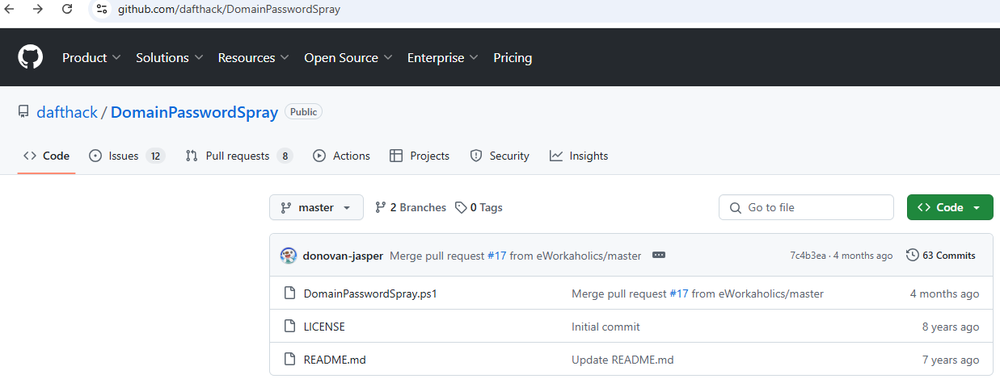 github.com/dafthack/DomainPasswordSpray
Product Solutions Resources Open Source Enterprise Pricing
dafthack / DomainPasswordSpray Public
Code Issues 12 Pull requests 8 Actions Projects Security Insights
master 2 Branches 0 Tags Go to file Code
donovan-jasper Merge pull request #17 from eWorkaholics/master 7c4b3ea · 4 months ago 63 Commits
DomainPasswordSpray.ps1 Merge pull request #17 from eWorkaholics/master 4 months ago
LICENSE Initial commit 8 years ago
README.md Update README.md 7 years ago